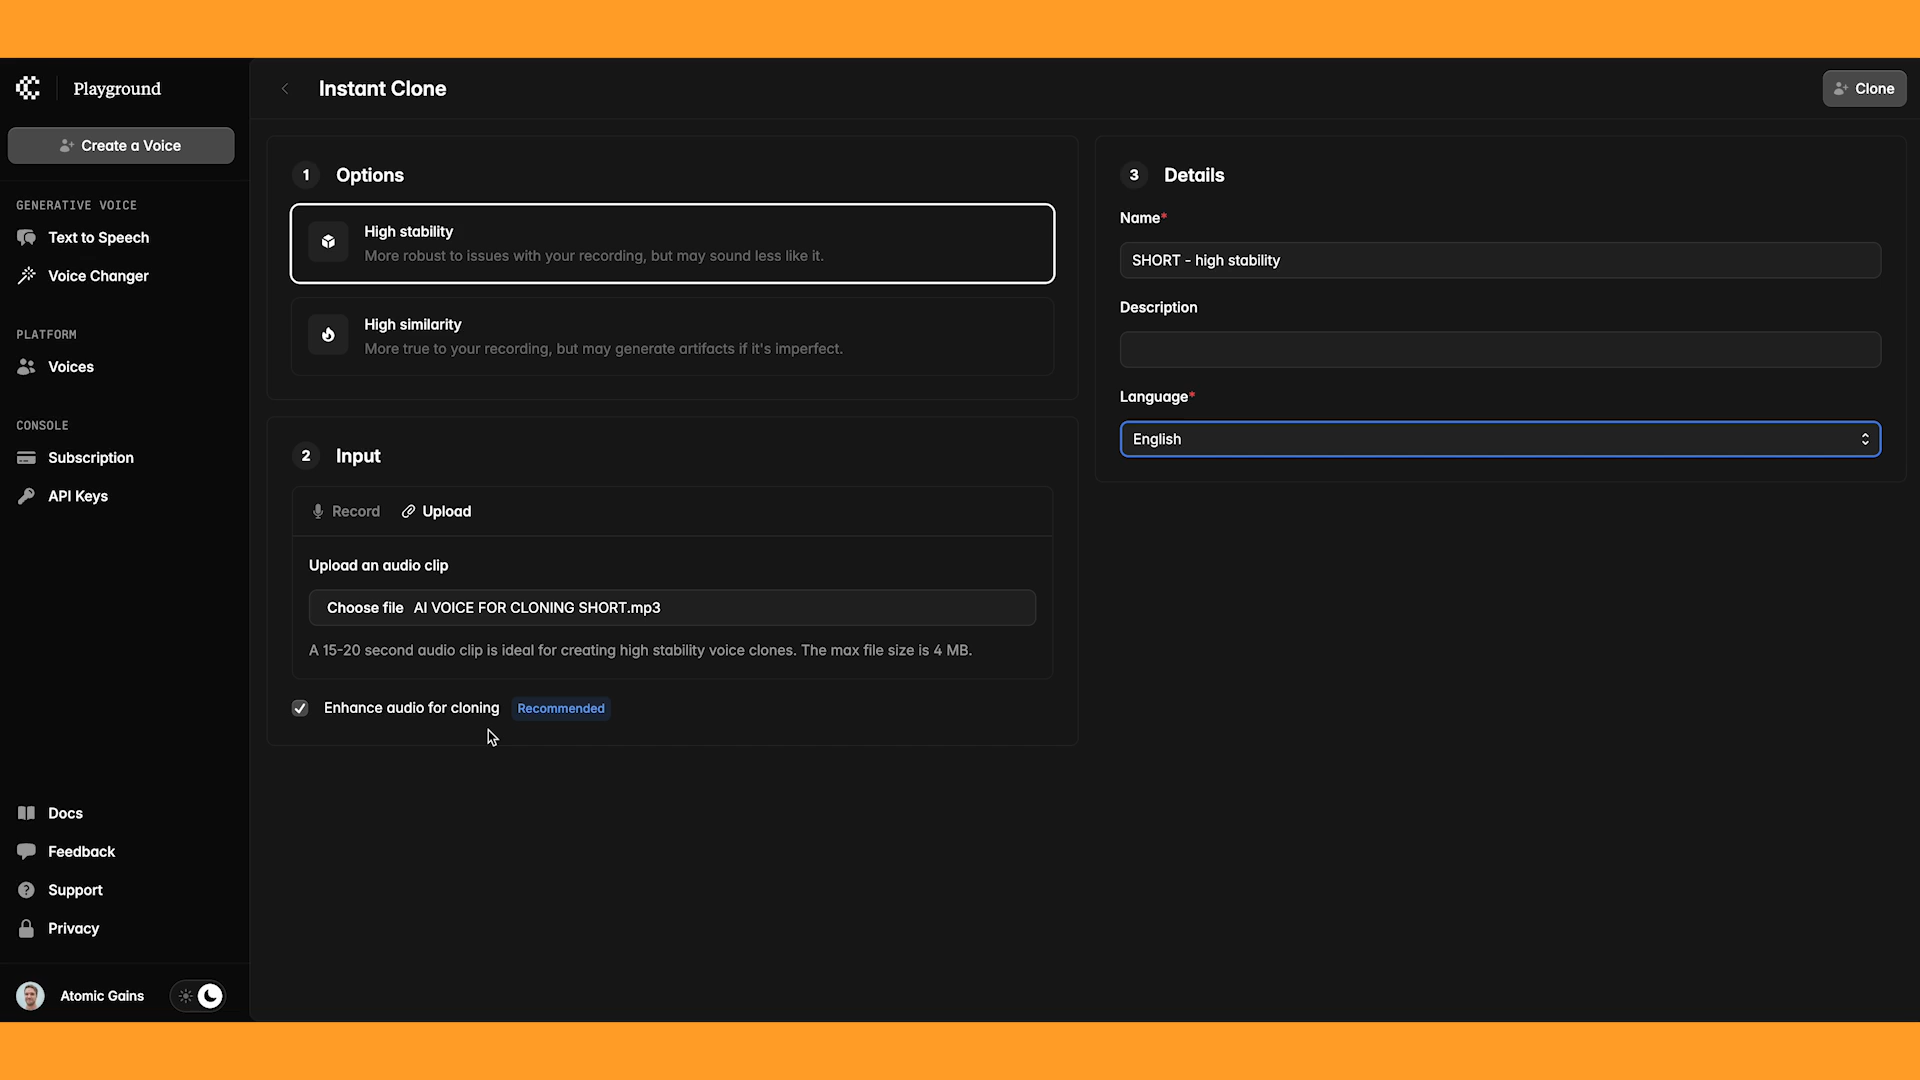 Playground
Create a Voice
GENERATIVE VOICE
Text to Speech
Voice Changer
PLATFORM
Voices
CONSOLE
Subscription
API Keys
Docs
Feedback
Support
Privacy
Atomic Gains
Instant Clone
Clone
1 Options
High stability
More robust to issues with your recording, but may sound less like it.
High similarity
More true to your recording, but may generate artifacts if it's imperfect.
2 Input
Record Upload
Upload an audio clip
Choose file AI VOICE FOR CLONING SHORT.mp3
A 15-20 second audio clip is ideal for creating high stability voice clones. The max file size is 4 MB.
Enhance audio for cloning Recommended
3 Details
Name*
SHORT - high stability
Description
Language*
English